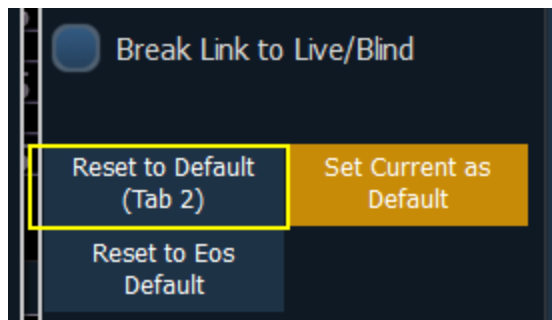 Break Link to Live/Blind
Reset to Default
(Tab 2)
Set Current as
Default
Reset to Eos
Default